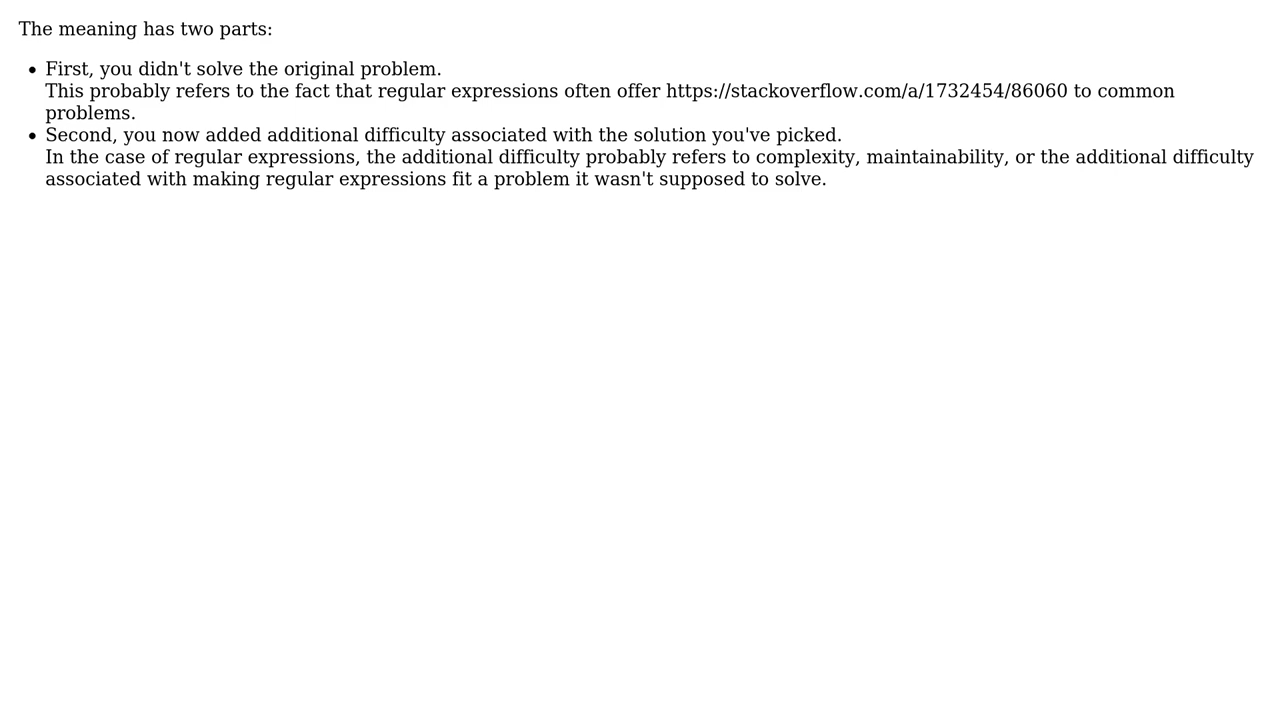 The meaning has two parts:
• First, you didn't solve the original problem.
This probably refers to the fact that regular expressions often offer https://stackoverflow.com/a/1732454/86060 to common
problems.
• Second, you now added additional difficulty associated with the solution you've picked.
In the case of regular expressions, the additional difficulty probably refers to complexity, maintainability, or the additional difficulty
associated with making regular expressions fit a problem it wasn't supposed to solve.